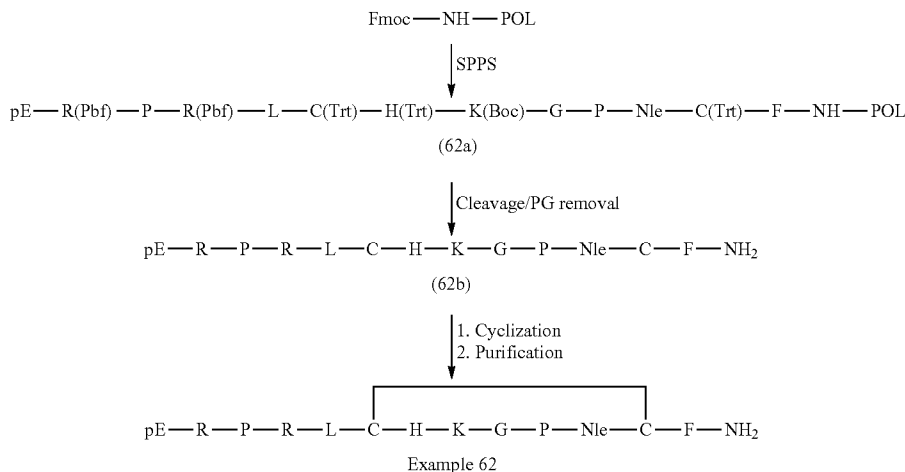 Fmoc—NH—POL
SPPS
pE—R(Pbf)—P—R(Pbf)—L—C(Trt)—H(Trt)—K(Boc)—G—P—Nle—C(Trt)—F—NH—POL
(62a)
Cleavage/PG removal
pE—R—P—R—L—C—H—K—G—P—Nle—C—F—NH₂
(62b)
1. Cyclization
2. Purification
pE—R—P—R—L—C—H—K—G—P—Nle—C—F—NH₂
Example 62